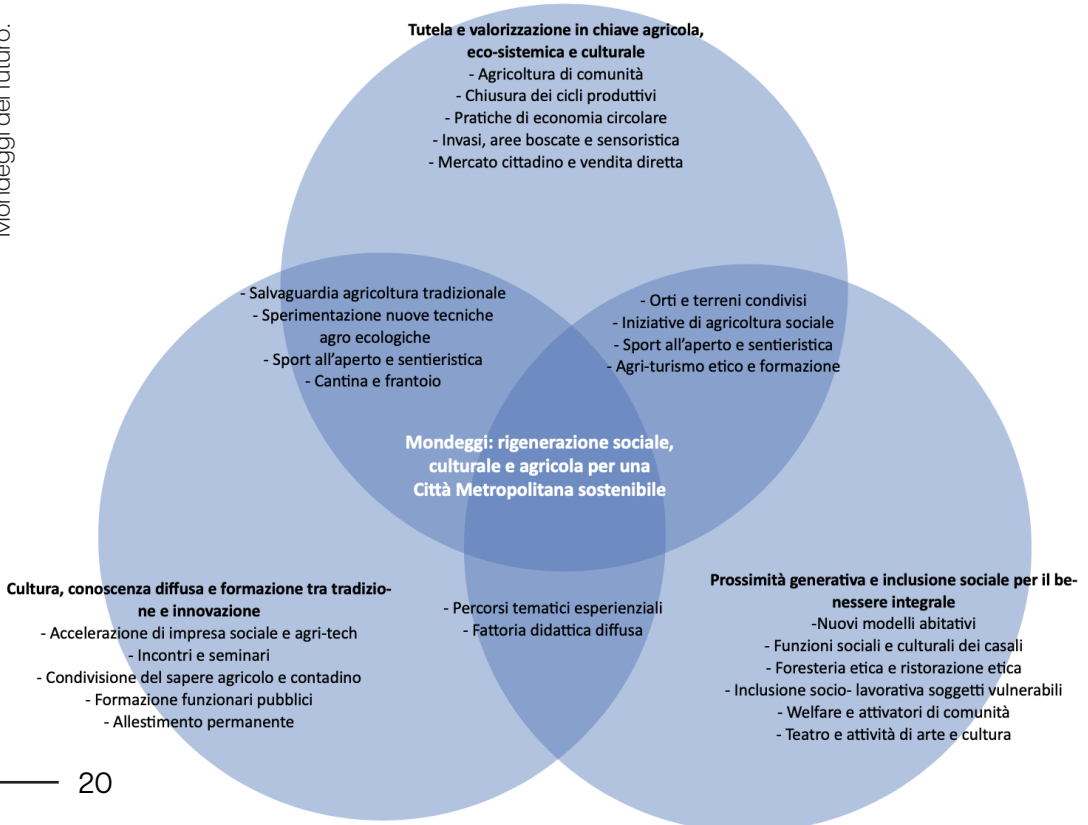 Mondeggi del futuro.
Tutela e valorizzazione in chiave agricola,
eco-sistemica e culturale
- Agricoltura di comunità
- Chiusura dei cicli produttivi
- Pratiche di economia circolare
- Invasi, aree boscate e sensoristica
- Mercato cittadino e vendita diretta
- Salvaguardia agricoltura tradizionale
- Sperimentazione nuove tecniche
agro ecologiche
- Sport all'aperto e sentieristica
- Cantina e frantoio
- Orti e terreni condivisi
- Iniziative di agricoltura sociale
- Sport all'aperto e sentieristica
- Agri-turismo etico e formazione
Mondeggi: rigenerazione sociale,
culturale e agricola per una
Città Metropolitana sostenibile
Cultura, conoscenza diffusa e formazione tra tradizio-
ne e innovazione
- Accelerazione di impresa sociale e agri-tech
- Incontri e seminari
- Condivisione del sapere agricolo e contadino
- Formazione funzionari pubblici
- Allestimento permanente
- Percorsi tematici esperienziali
- Fattoria didattica diffusa
Prossimità generativa e inclusione sociale per il be-
nessere integrale
-Nuovi modelli abitativi
- Funzioni sociali e culturali dei casali
- Foresteria etica e ristorazione etica
- Inclusione socio- lavorativa soggetti vulnerabili
- Welfare e attivatori di comunità
- Teatro e attività di arte e cultura
20